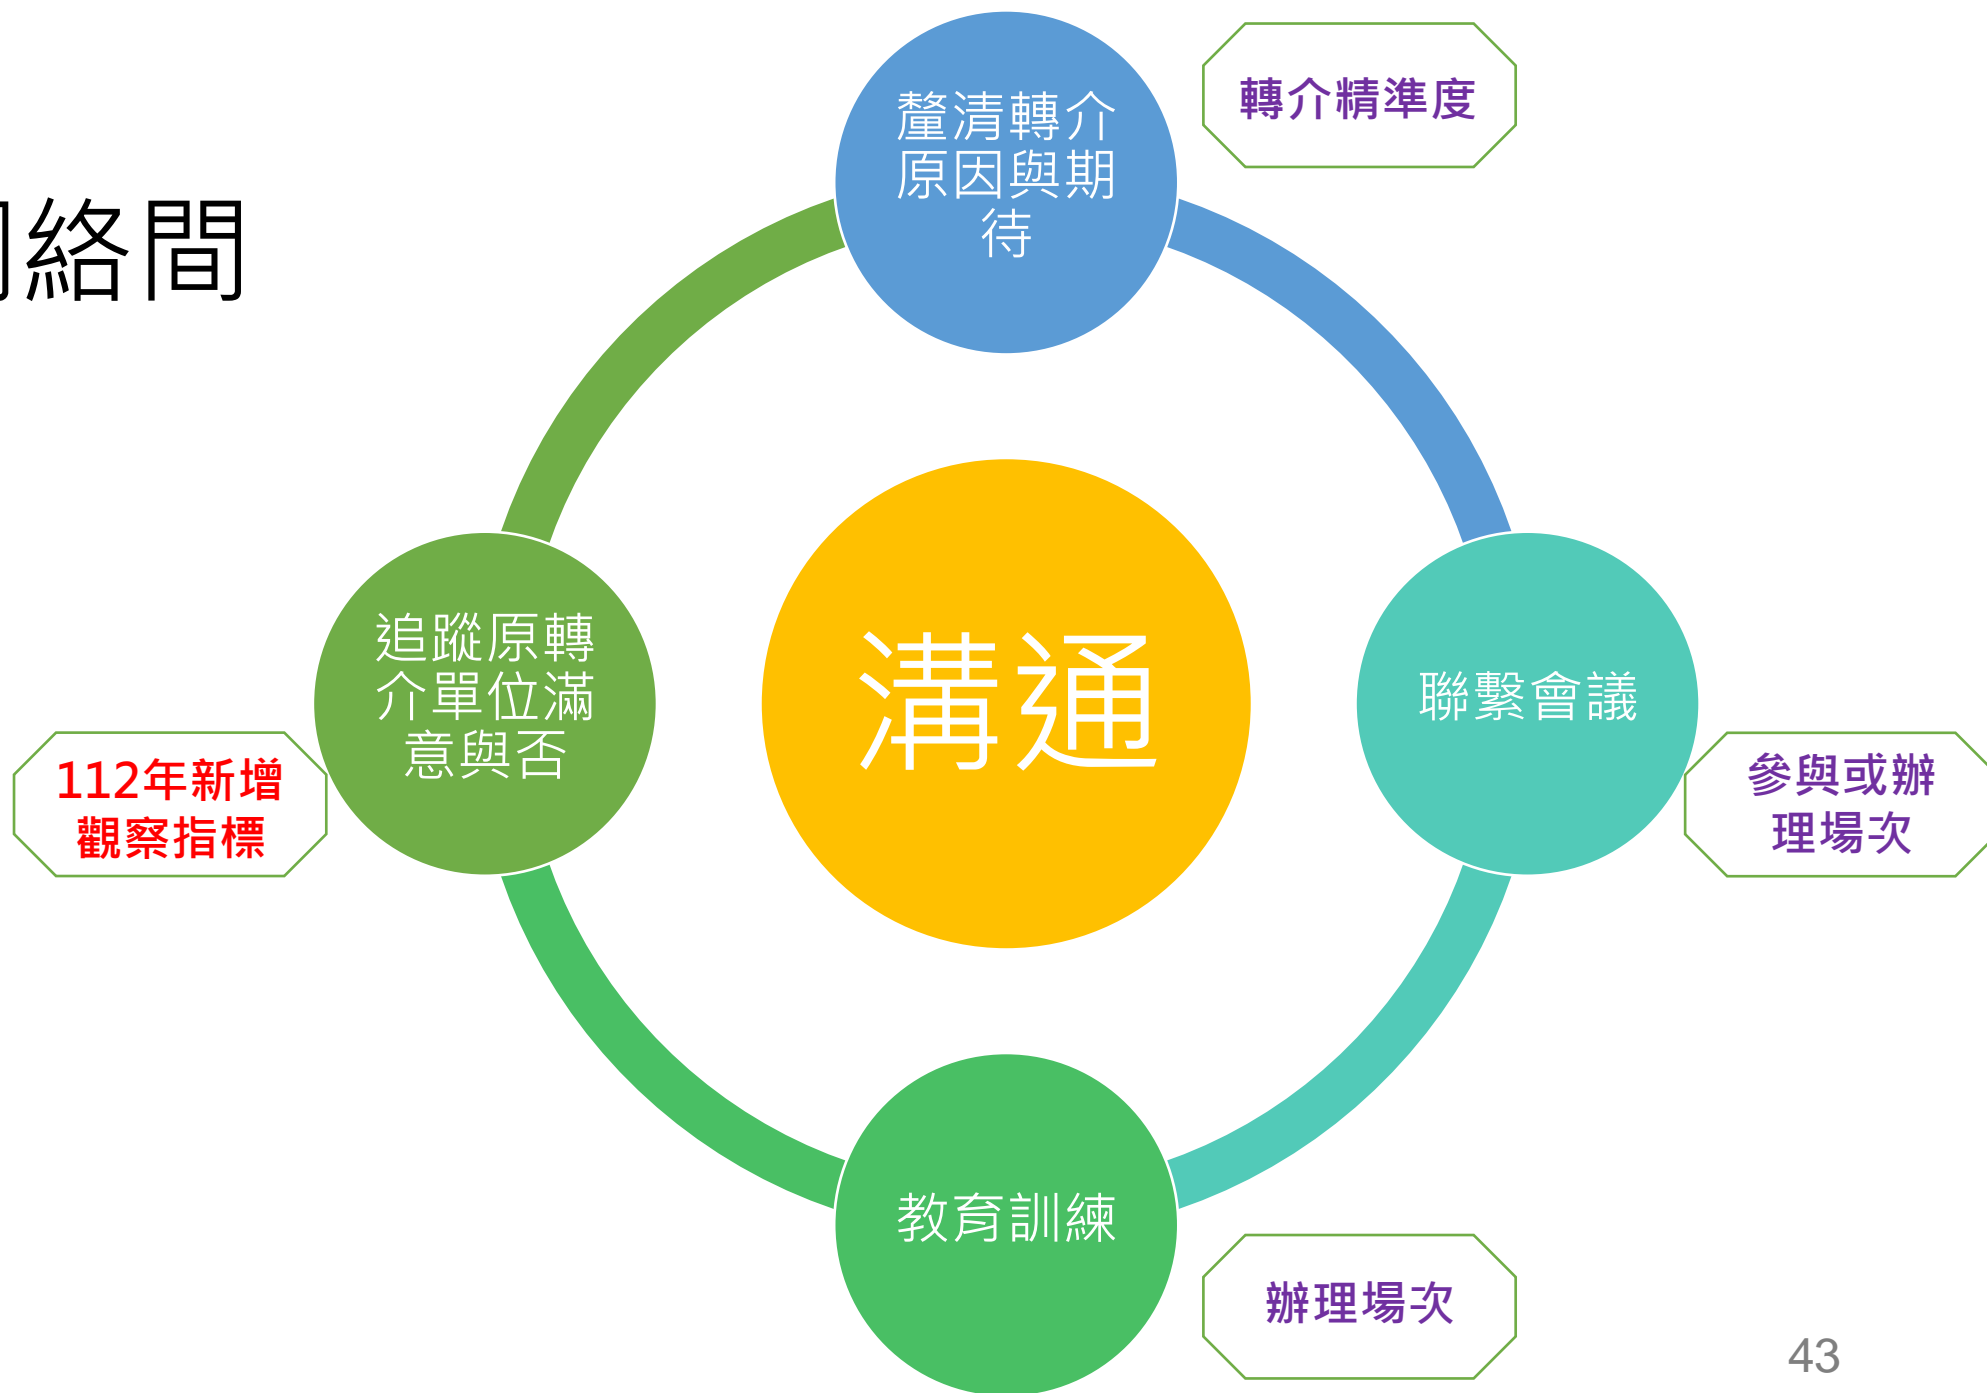 絡間
釐清轉介
原因與期
待
轉介精準度
溝通
聯繫會議
參與或辦
理場次
教育訓練
辦理場次
追蹤原轉
介單位滿
意與否
112年新增
觀察指標
43